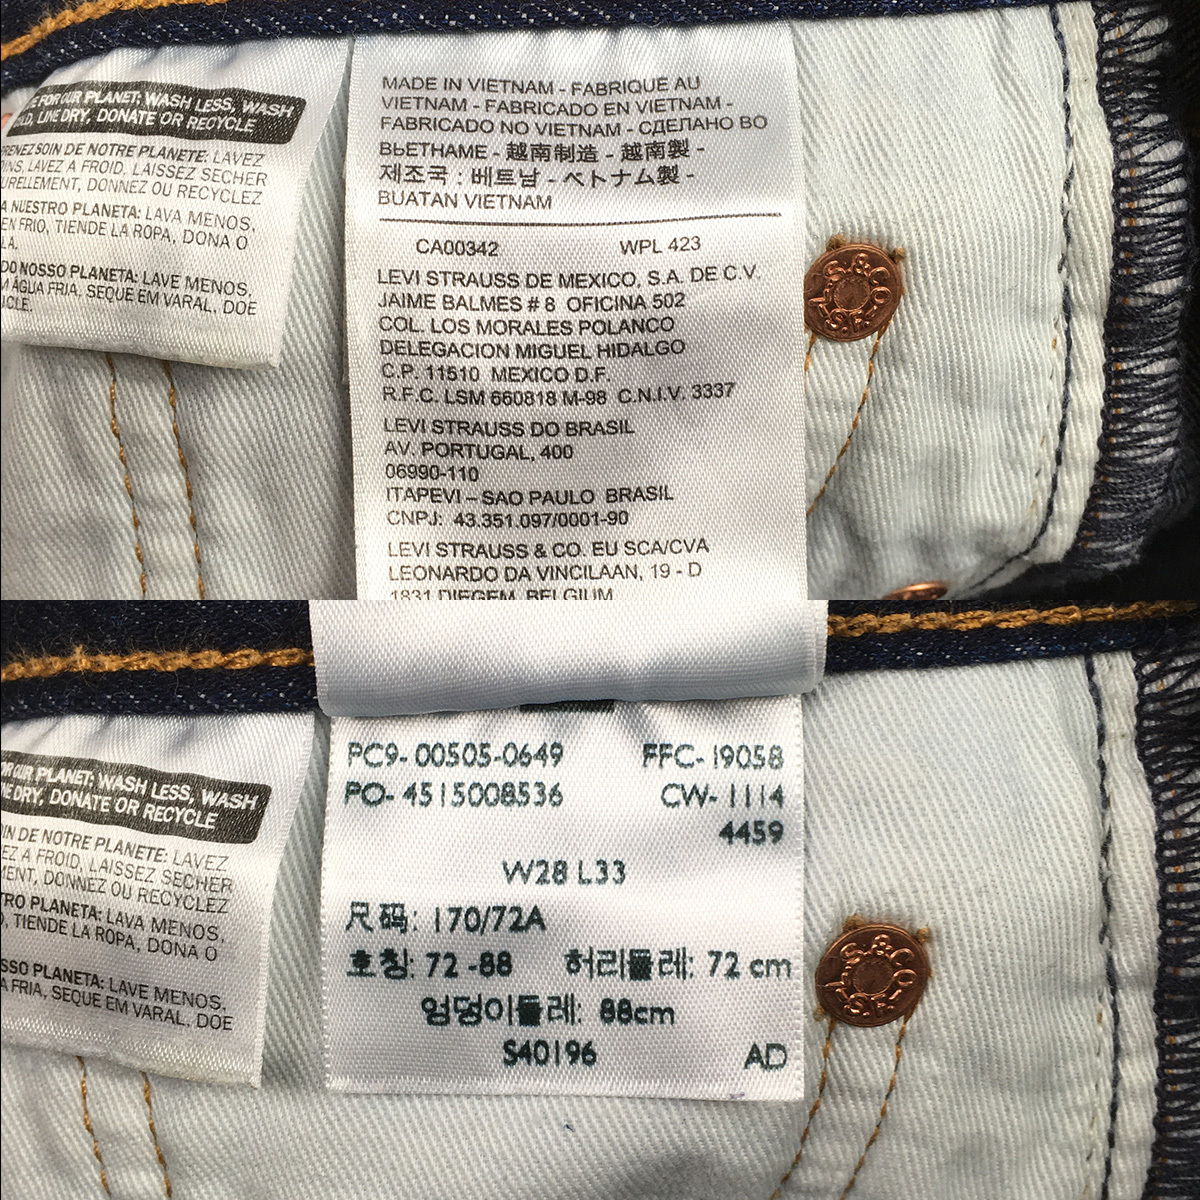 FOR OUR PLANET: WASH LESS, WASH
LINE DRY, DONATE OR RECYCLE
PRENEZ SOIN DE NOTRE PLANETE: LAVEZ
LAVEZ A FROID, LAISSEZ SECHER
DONNEZ OU RECYCLEZ
A NUESTRO PLANETA: LAVA MENOS,
EN FRIO, TIENDE LA ROPA, DONA O
DO NOSSO PLANETA: LAVE MENOS,
ÁGUA FRIA, SEQUE EM VARAL, DOE
MADE IN VIETNAM - FABRIQUE AU
VIETNAM - FABRICADO EN VIETNAM -
FABRICADO NO VIETNAM - СДЕЛАНО ВО
ВЬЕТНАМЕ - 越南制造 - 越南製 -
제조국 : 베트남 - ベトナム製 -
BUATAN VIETNAM
CA00342 WPL 423
LEVI STRAUSS DE MEXICO, S.A. DE C.V.
JAIME BALMES # 8 OFICINA 502
COL. LOS MORALES POLANCO
DELEGACION MIGUEL HIDALGO
C.P. 11510 MEXICO D.F.
R.F.C. LSM 660818 M-98 C.N.I.V. 3337
LEVI STRAUSS DO BRASIL
AV. PORTUGAL, 400
06990-110
ITAPEVI – SAO PAULO BRASIL
CNPJ: 43.351.097/0001-90
LEVI STRAUSS & CO. EU SCA/CVA
LEONARDO DA VINCILAAN, 19 - D
1831 DIEGEM, BELGIUM
S.&CO.
OUR PLANET: WASH LESS, WASH
DRY, DONATE OR RECYCLE
DE NOTRE PLANETE: LAVEZ
A FROID, LAISSEZ SECHER
DONNEZ OU RECYCLEZ
PLANETA: LAVA MENOS,
TIENDE LA ROPA, DONA O
PLANETA: LAVE MENOS,
FRIA, SEQUE EM VARAL, DOE
PC9- 00505-0649 FFC- 19058
PO- 4515008536 CW- 1114
4459
W28 L33
尺码: 170/72A
호칭: 72 -88 허리둘레: 72 cm
엉덩이둘레: 88cm
S40196 AD
S.&CO.